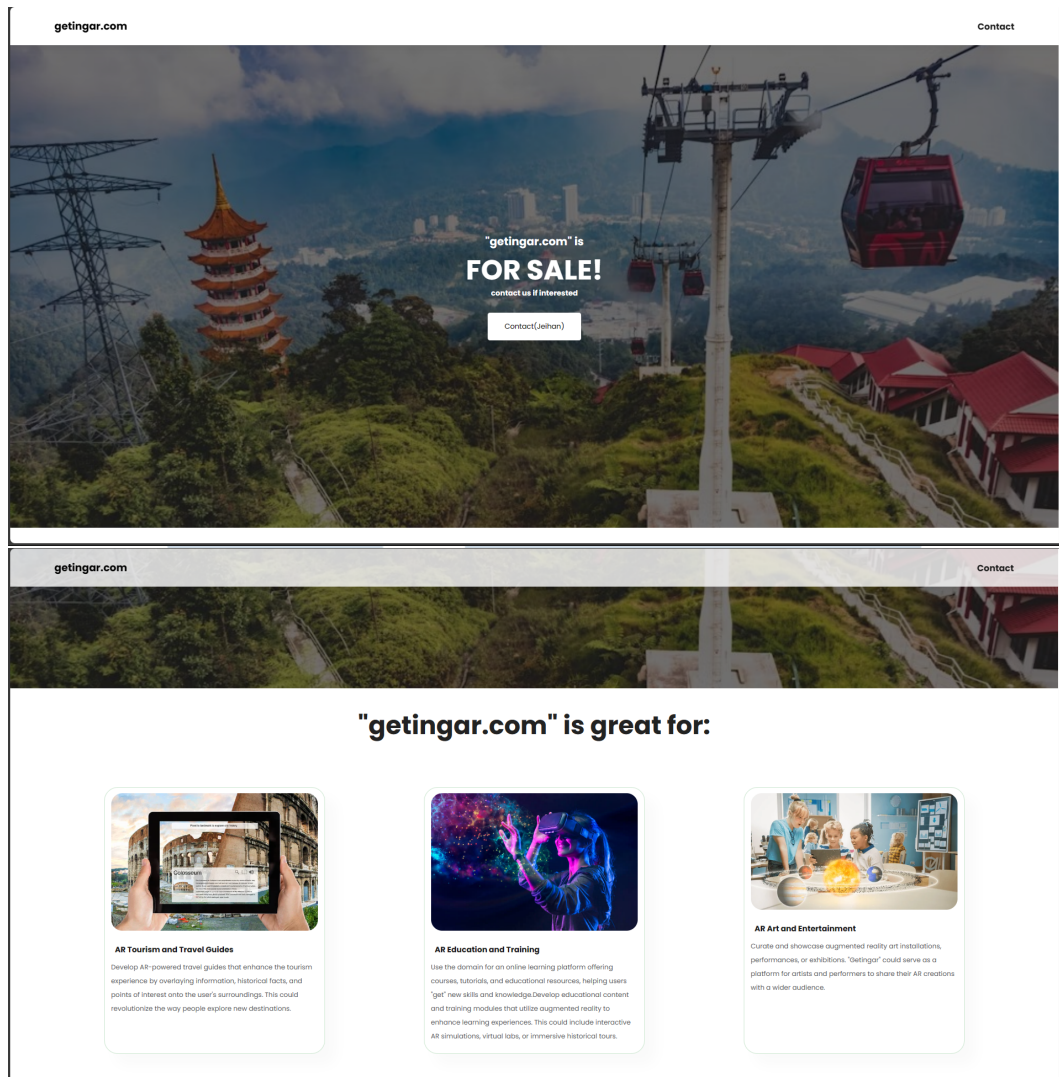 getingar.com
Contact
"getingar.com" is
FOR SALE!
contact us if interested
Contact(Jeihan)
getingar.com
Contact
"getingar.com" is great for:
Colosseum
AR Tourism and Travel Guides
Develop AR-powered travel guides that enhance the tourism
experience by overlaying information, historical facts, and
points of interest onto the user's surroundings. This could
revolutionize the way people explore new destinations.
AR Education and Training
Use the domain for an online learning platform offering
courses, tutorials, and educational resources, helping users
"get" new skills and knowledge.Develop educational content
and training modules that utilize augmented reality to
enhance learning experiences. This could include interactive
AR simulations, virtual labs, or immersive historical tours.
AR Art and Entertainment
Curate and showcase augmented reality art installations,
performances, or exhibitions. "Getingar" could serve as a
platform for artists and performers to share their AR creations
with a wider audience.